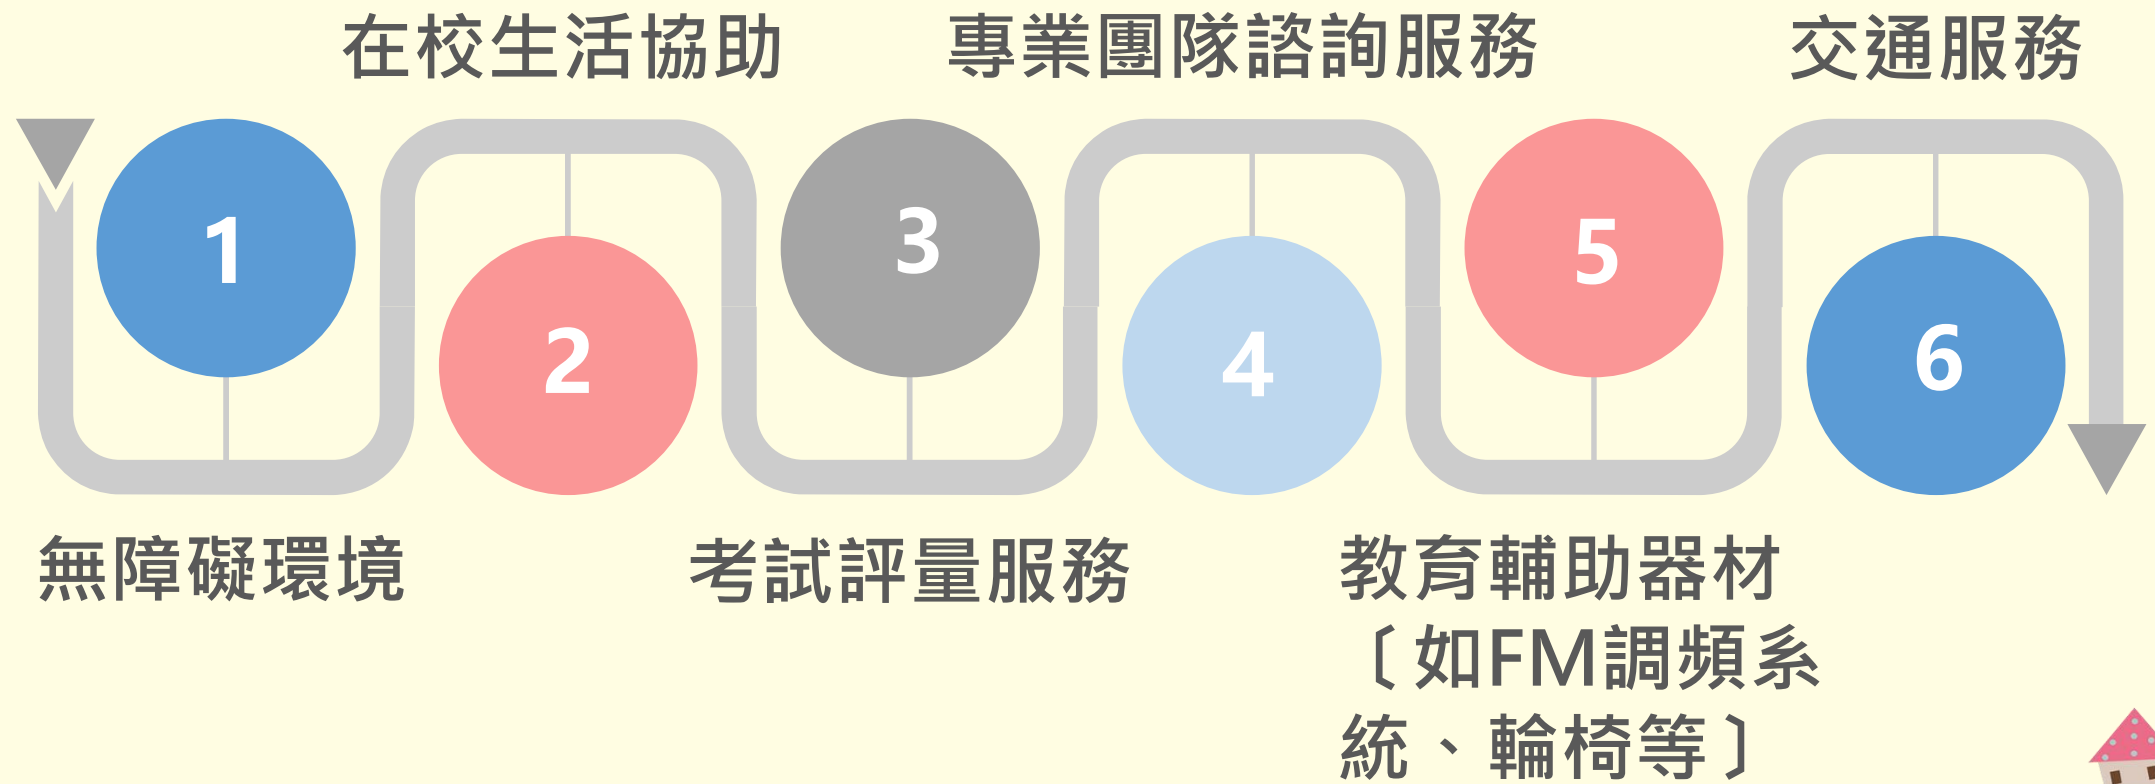 在校生活協助
專業團隊諮詢服務
交通服務
1
2
3
4
5
6
無障礙環境
考試評量服務
教育輔助器材
〔如FM調頻系
統、輪椅等〕